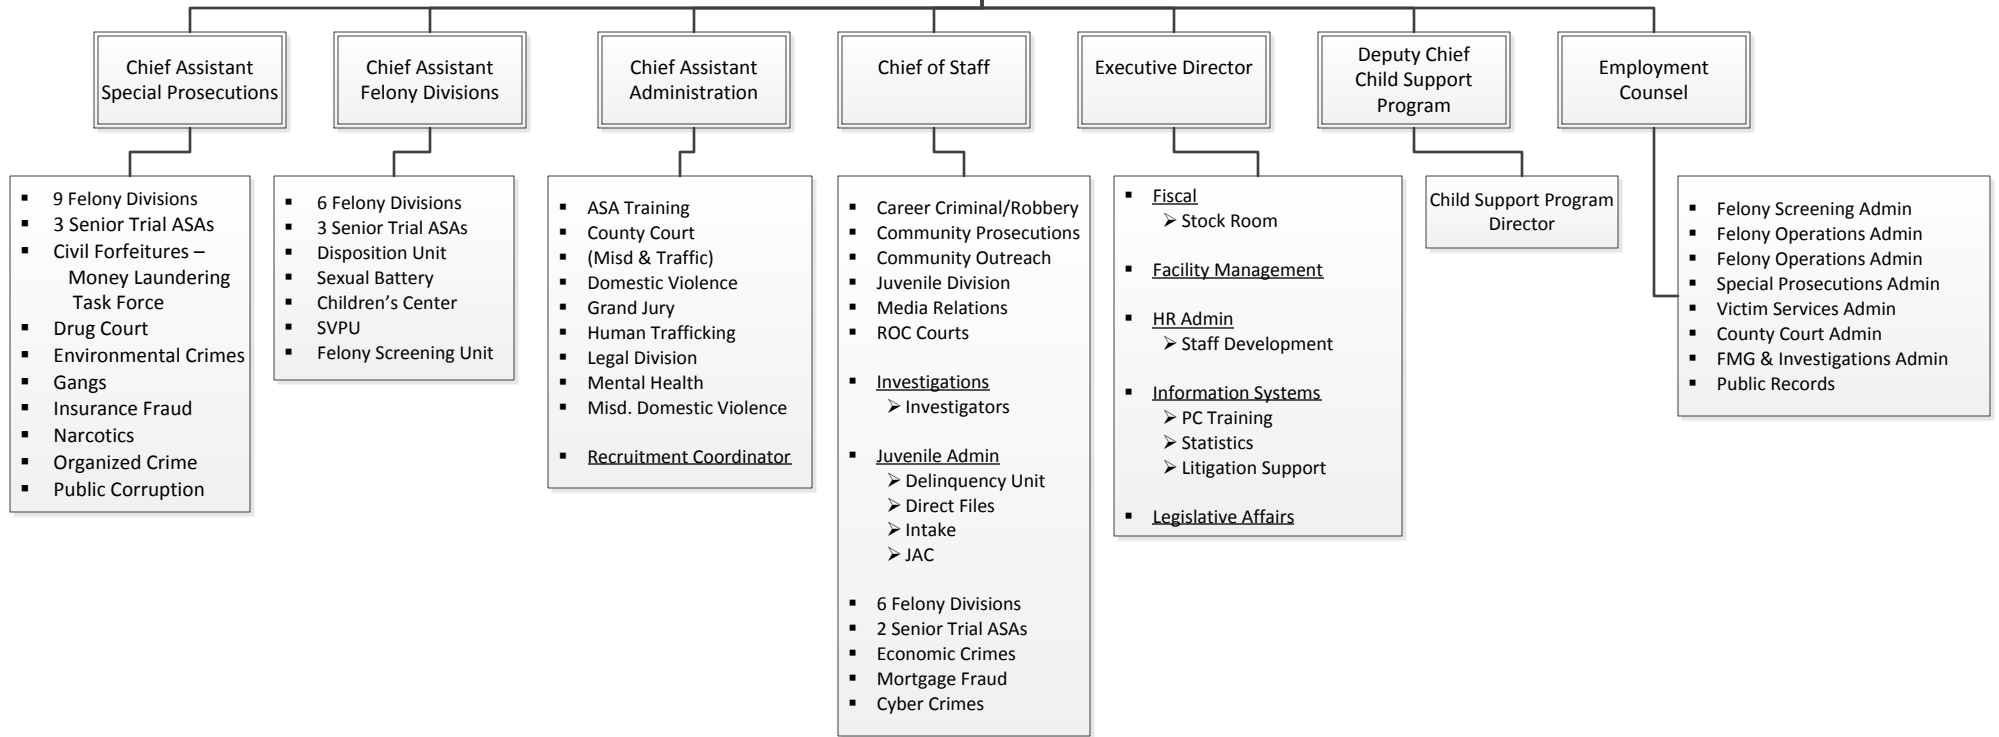 Chief Assistant
Special Prosecutions
Chief Assistant
Felony Divisions
Chief Assistant
Administration
Chief of Staff
Executive Director
Deputy Chief
Child Support
Program
Employment
Counsel
▪ 9 Felony Divisions
▪ 3 Senior Trial ASAs
▪ Civil Forfeitures –
Money Laundering
Task Force
▪ Drug Court
▪ Environmental Crimes
▪ Gangs
▪ Insurance Fraud
▪ Narcotics
▪ Organized Crime
▪ Public Corruption
▪ 6 Felony Divisions
▪ 3 Senior Trial ASAs
▪ Disposition Unit
▪ Sexual Battery
▪ Children’s Center
▪ SVPU
▪ Felony Screening Unit
▪ ASA Training
▪ County Court
▪ (Misd & Traffic)
▪ Domestic Violence
▪ Grand Jury
▪ Human Trafficking
▪ Legal Division
▪ Mental Health
▪ Misd. Domestic Violence
▪ Recruitment Coordinator
▪ Career Criminal/Robbery
▪ Community Prosecutions
▪ Community Outreach
▪ Juvenile Division
▪ Media Relations
▪ ROC Courts
▪ Investigations
➢ Investigators
▪ Juvenile Admin
➢ Delinquency Unit
➢ Direct Files
➢ Intake
➢ JAC
▪ 6 Felony Divisions
▪ 2 Senior Trial ASAs
▪ Economic Crimes
▪ Mortgage Fraud
▪ Cyber Crimes
▪ Fiscal
➢ Stock Room
▪ Facility Management
▪ HR Admin
➢ Staff Development
▪ Information Systems
➢ PC Training
➢ Statistics
➢ Litigation Support
▪ Legislative Affairs
Child Support Program
Director
▪ Felony Screening Admin
▪ Felony Operations Admin
▪ Felony Operations Admin
▪ Special Prosecutions Admin
▪ Victim Services Admin
▪ County Court Admin
▪ FMG & Investigations Admin
▪ Public Records